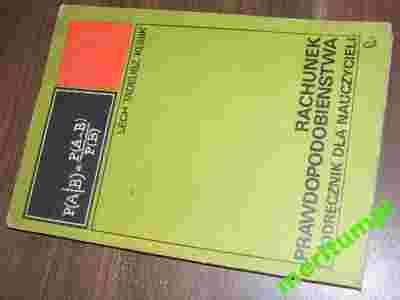 P(A|B) = P(A∩B)/P(B)
LECH TADEUSZ KUBIK
RACHUNEK
PRAWDOPODOBIEŃSTWA
PODRĘCZNIK DLA NAUCZYCIELI